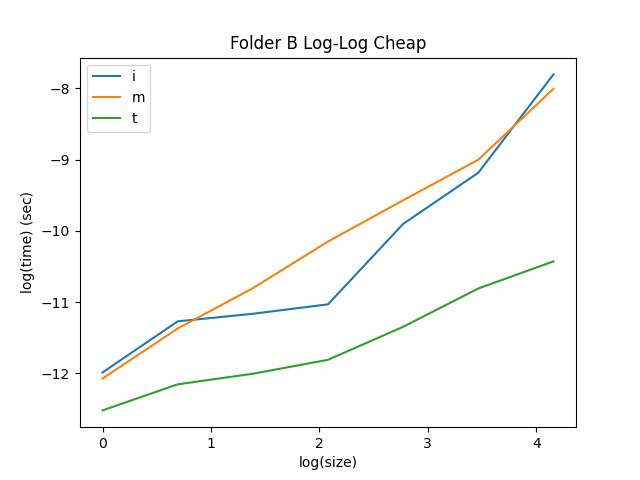 Folder B Log-Log Cheap
i
m
t
−8
−9
−10
−11
−12
log(time) (sec)
0 1 2 3 4
log(size)